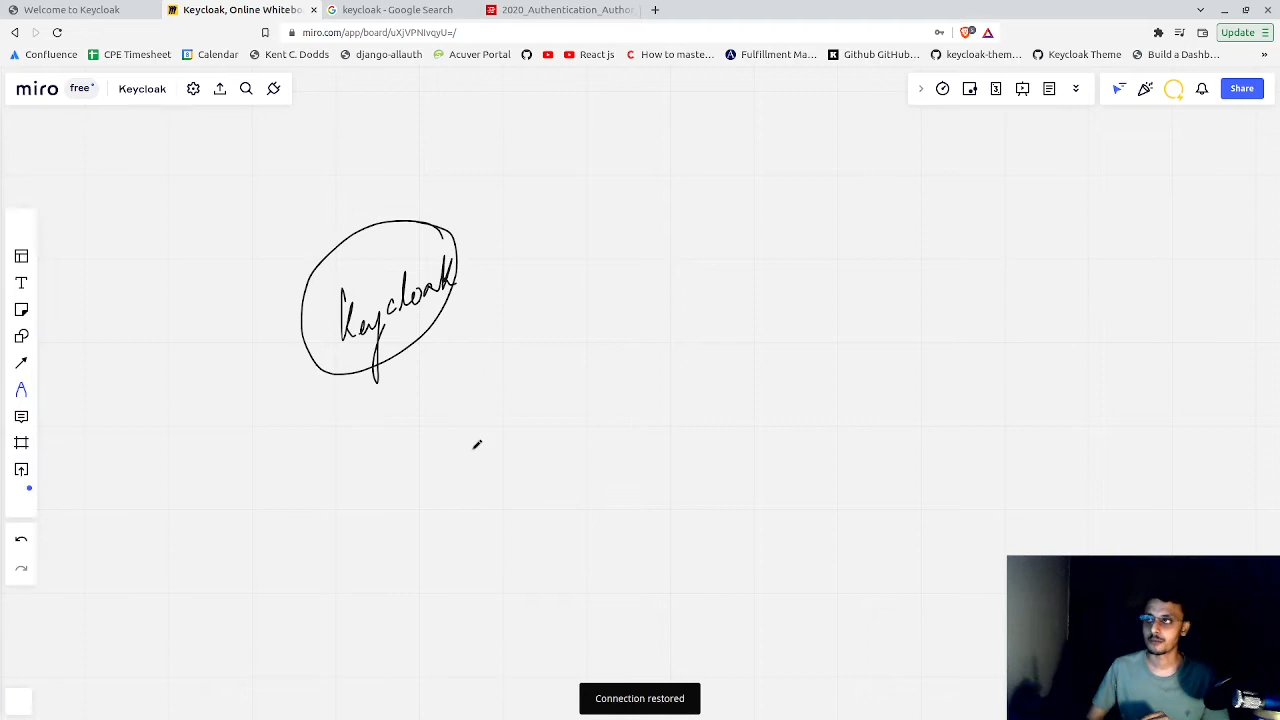 Welcome to Keycloak
Keycloak, Online Whitebo
keycloak - Google Search
2020_Authentication_Author
miro.com/app/board/uXjVPNIvqyU=/
Update
Confluence
CPE Timesheet
Calendar
Kent C. Dodds
django-allauth
Acuver Portal
React js
How to maste...
Fulfillment Ma...
Github GitHub...
keycloak-them...
Keycloak Theme
Build a Dashba...
miro
free
Keycloak
Share
Keycloak
Connection restored